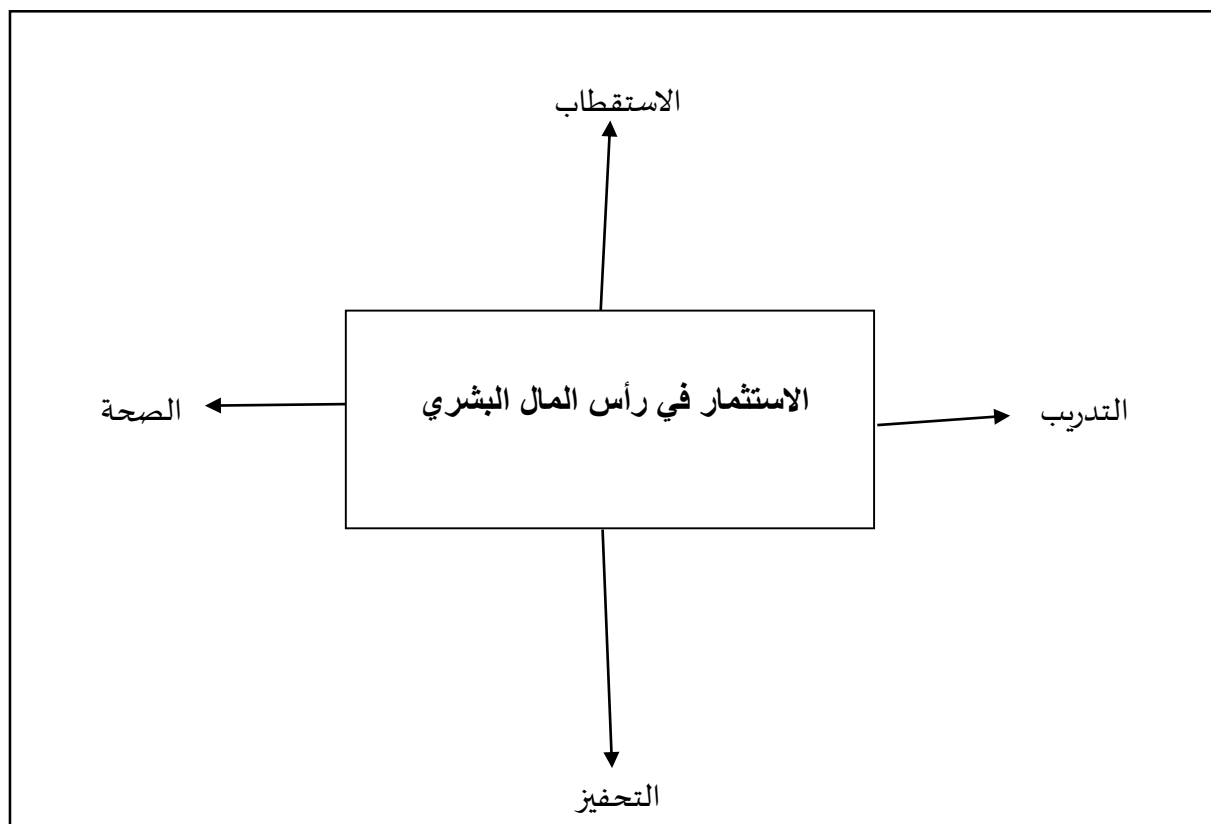 الاستقطاب
الاستثمار في رأس المال البشري
التدريب
الصحة
التحفيز